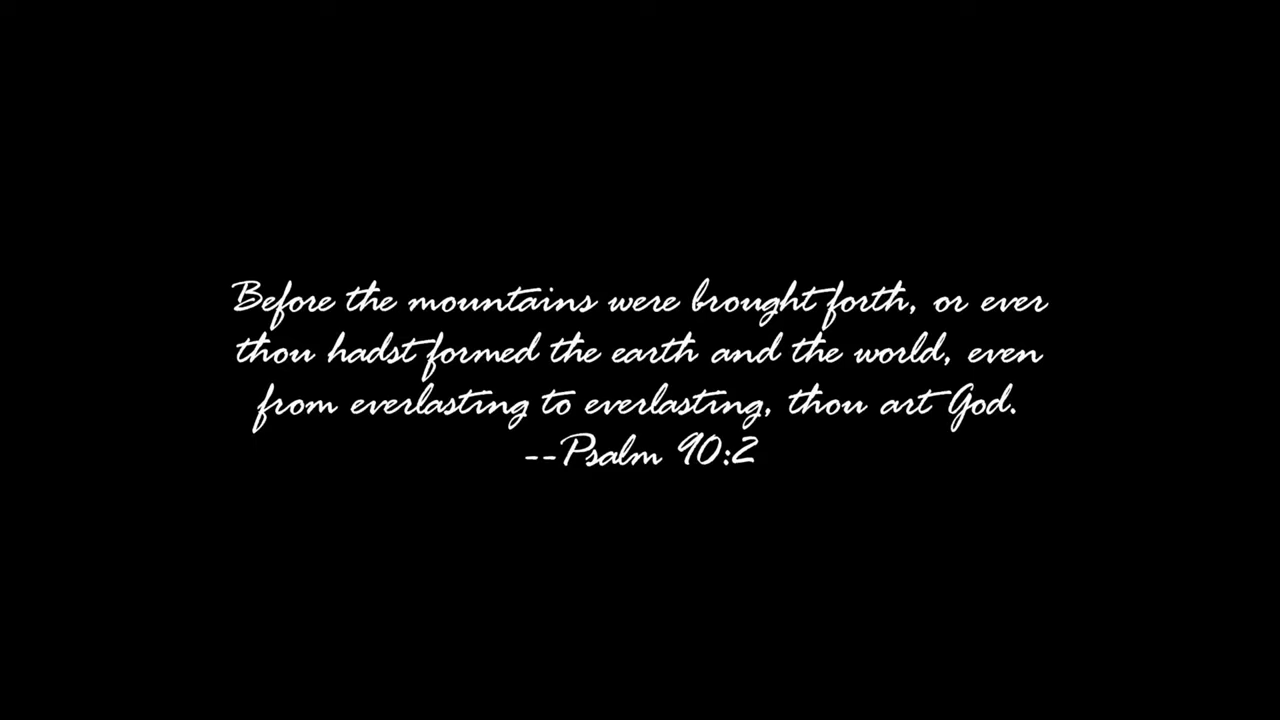 Before the mountains were brought forth, or ever
thou hadst formed the earth and the world, even
from everlasting to everlasting, thou art God.
--Psalm 90:2